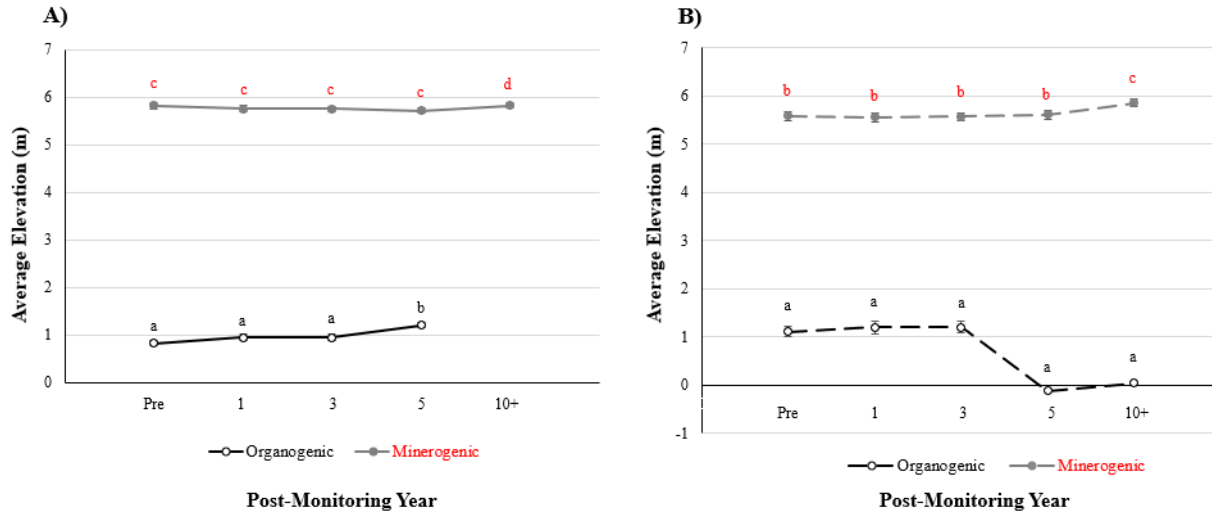 A)
Average Elevation (m)
7
6
5
4
3
2
1
0
c c c c d
a a a b
Pre 1 3 5 10+
Organogenic Minerogenic
Post-Monitoring Year
B)
Average Elevation (m)
7
6
5
4
3
2
1
0
-1
b b b b c
a a a a a
Pre 1 3 5 10+
Organogenic Minerogenic
Post-Monitoring Year